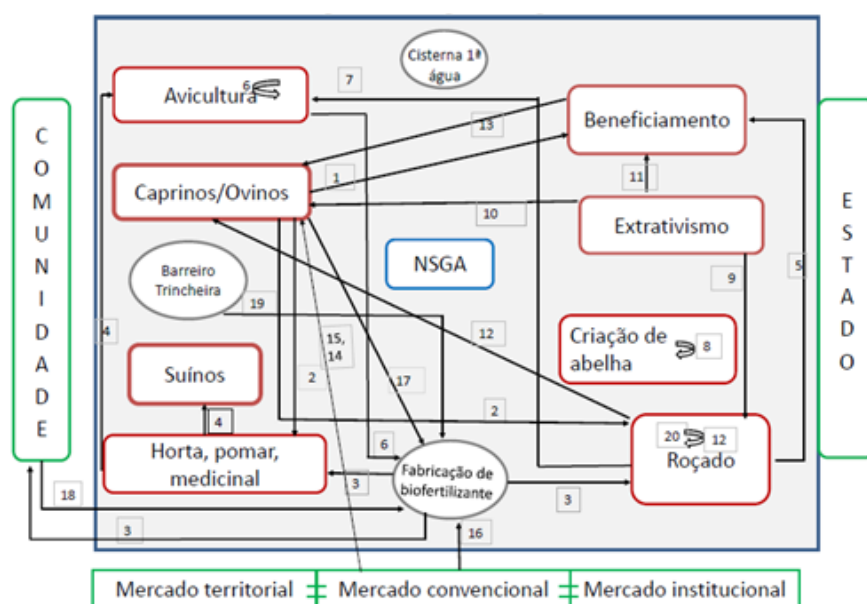 Cisterna 1ª
água
Avicultura
6
7
Beneficiamento
13
C
O
M
U
N
I
D
A
D
E
E
S
T
A
D
O
1
11
Caprinos/Ovinos
10
Extrativismo
NSGA
9
5
Barreiro
Trincheira
19
4
15,
14
12
Criação de
abelha
8
Suínos
2
17
4
2
20
12
Roçado
Horta, pomar,
medicinal
6
Fabricação de
biofertilizante
3
3
18
3
16
Mercado territorial
Mercado convencional
Mercado institucional